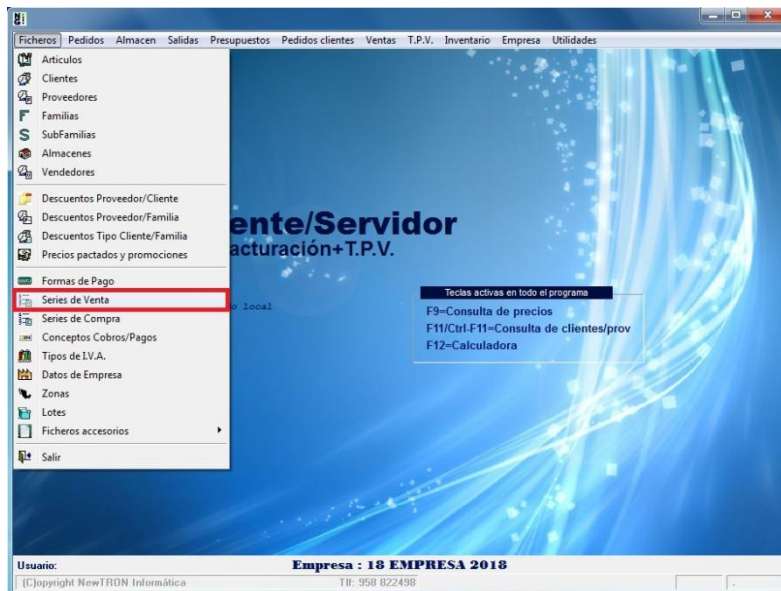 Ficheros Pedidos Almacen Salidas Presupuestos Pedidos clientes Ventas T.P.V. Inventario Empresa Utilidades
Articulos
Clientes
Proveedores
F Familias
S SubFamilias
Almacenes
Vendedores
Descuentos Proveedor/Cliente
Descuentos Proveedor/Familia
Descuentos Tipo Cliente/Familia
Precios pactados y promociones
Formas de Pago
Series de Venta
Series de Compra
Conceptos Cobros/Pagos
Tipos de I.V.A.
Datos de Empresa
Zonas
Lotes
Ficheros accesorios
Salir
ente/Servidor
acturación+T.P.V.
o local
Teclas activas en todo el programa
F9=Consulta de precios
F11/Ctrl-F11=Consulta de clientes/prov
F12=Calculadora
Usuario: Empresa : 18 EMPRESA 2018
(C)opyright NewTRON Informática Tlf: 958 822498